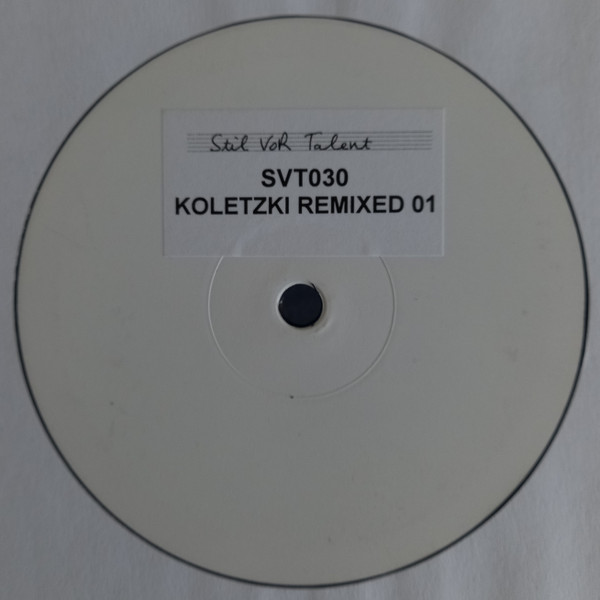 Stil VoR Talent
SVT030
KOLETZKI REMIXED 01